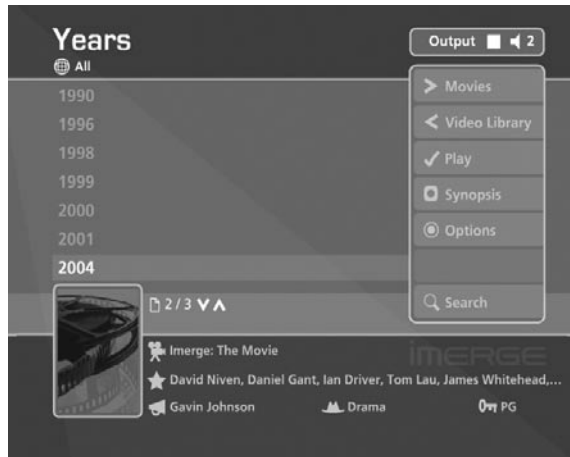 Years
All
Output 2
1990
1996
1998
1999
2000
2001
2004
Movies
Video Library
Play
Synopsis
Options
Search
2 / 3
Imerge: The Movie
imerge
David Niven, Daniel Gant, Ian Driver, Tom Lau, James Whitehead,...
Gavin Johnson Drama PG